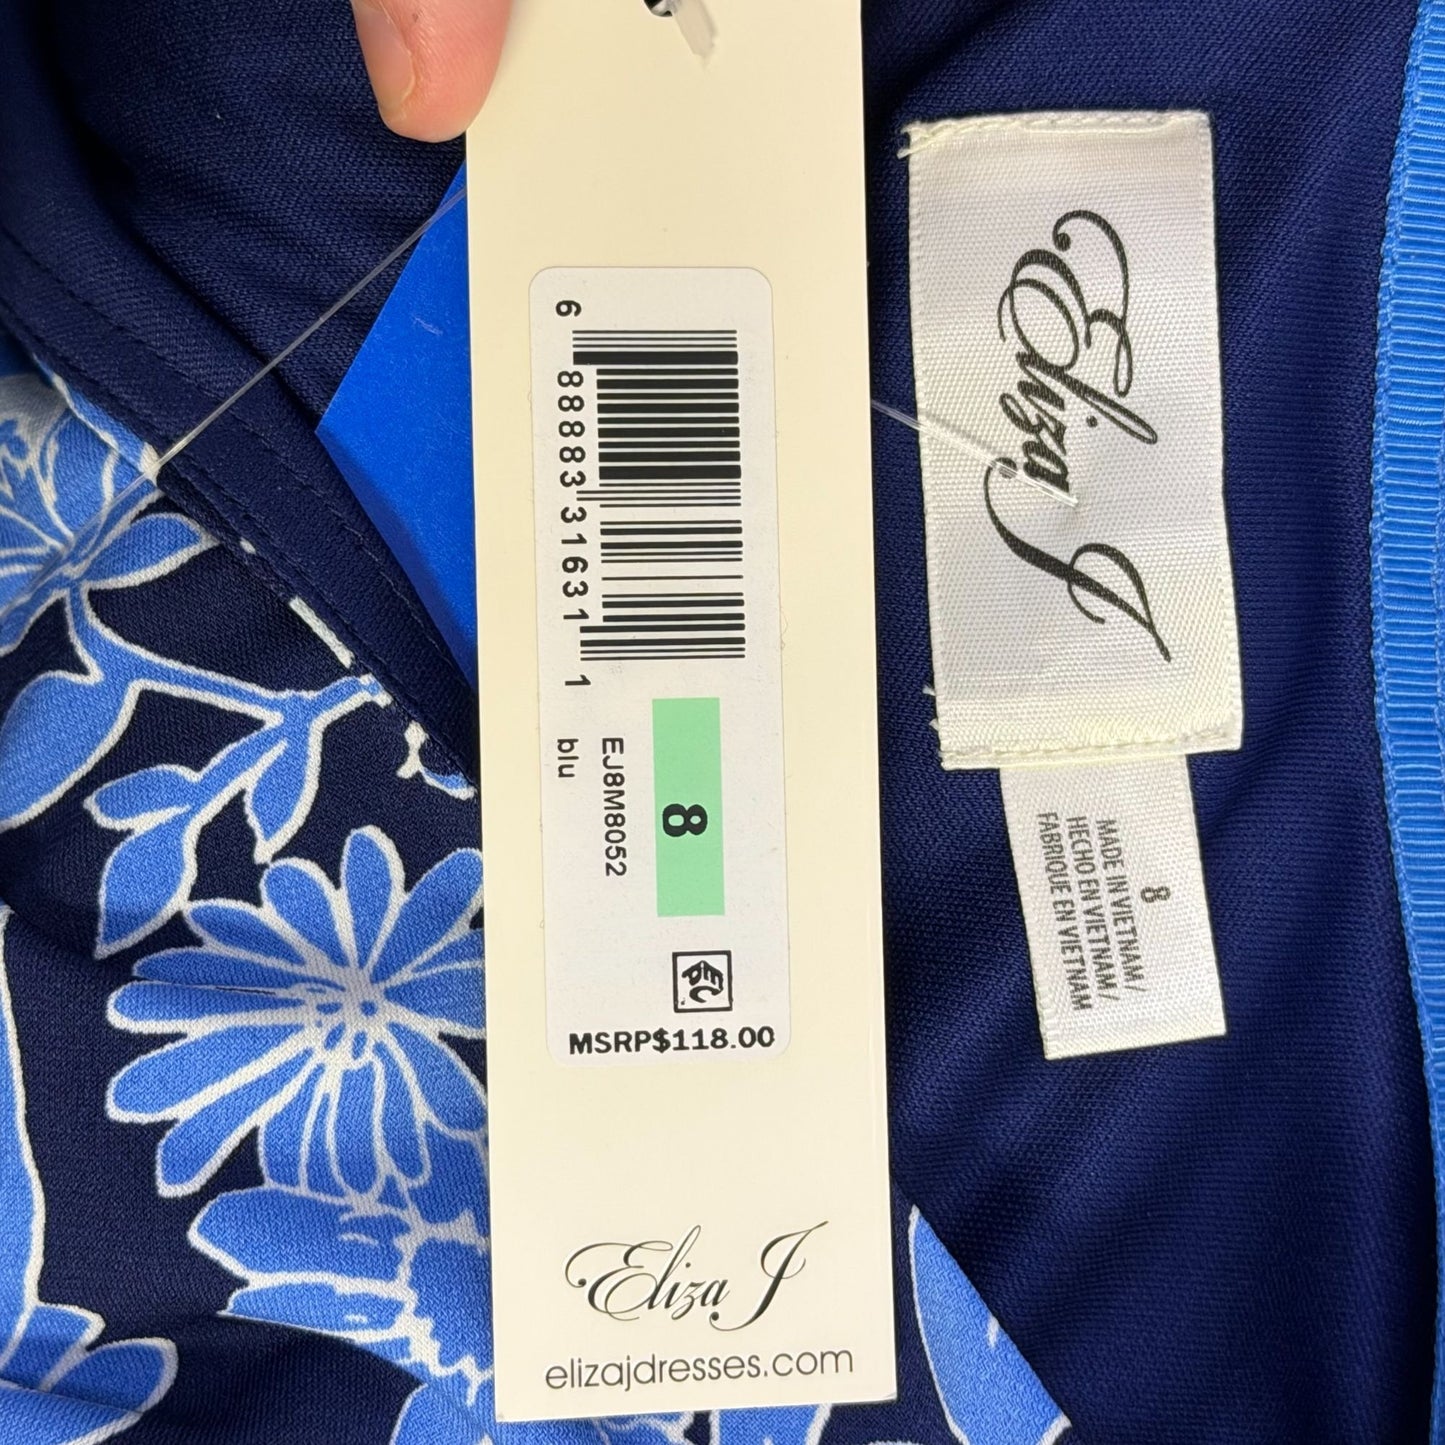 6 88883 31631 1
blu
EJ8M8052
8
EPC
MSRP$118.00
Eliza J
elizajdresses.com
Eliza J
8
MADE IN VIETNAM/
HECHO EN VIETNAM/
FABRIQUE EN VIETNAM